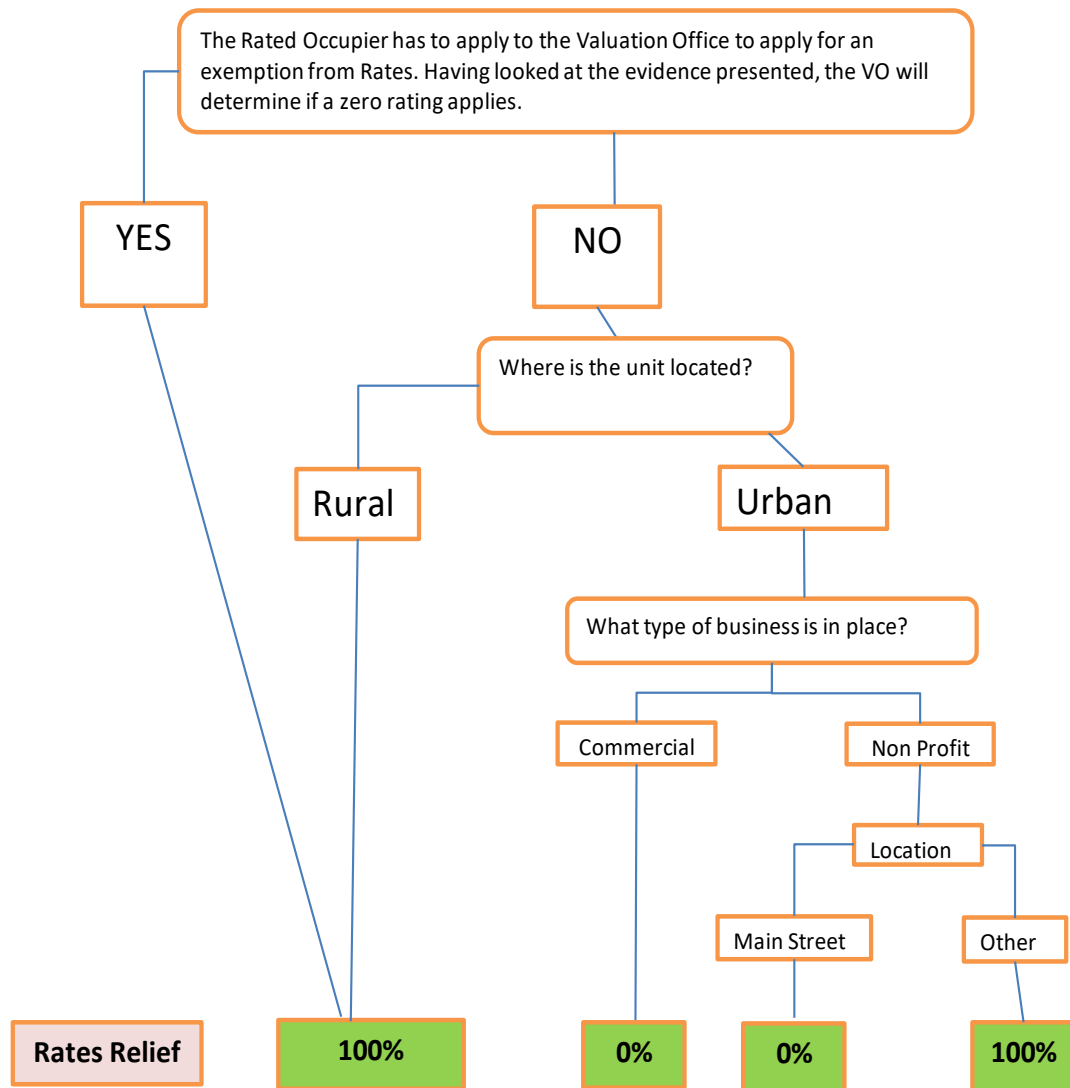 The Rated Occupier has to apply to the Valuation Office to apply for an
exemption from Rates. Having looked at the evidence presented, the VO will
determine if a zero rating applies.
YES
NO
Where is the unit located?
Rural
Urban
What type of business is in place?
Commercial
Non Profit
Location
Main Street
Other
Rates Relief
100%
0%
0%
100%